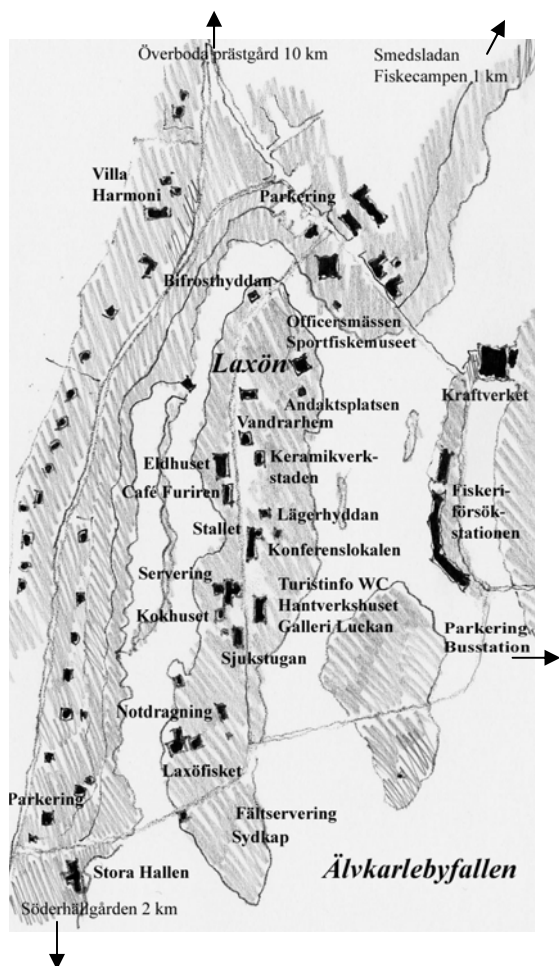 Överboda prästgård 10 km
Smedsladan
Fiskecampen 1 km
Villa
Harmoni
Parkering
Bifrosthyddan
Officersmässen
Sportfiskemuseet
Laxön
Andaktsplatsen
Kraftverket
Vandrarhem
Eldhuset
Keramikverk-
staden
Café Furiren
Fiskeri-
försök-
stationen
Lägerhyddan
Stallet
Konferenslokalen
Servering
Turistinfo WC
Hantverkshuset
Galleri Luckan
Kokhuset
Sjukstugan
Parkering
Busstation
Notdragning
Laxöfisket
Parkering
Fältservering
Sydkap
Stora Hallen
Älvkarlebyfallen
Söderhällgården 2 km